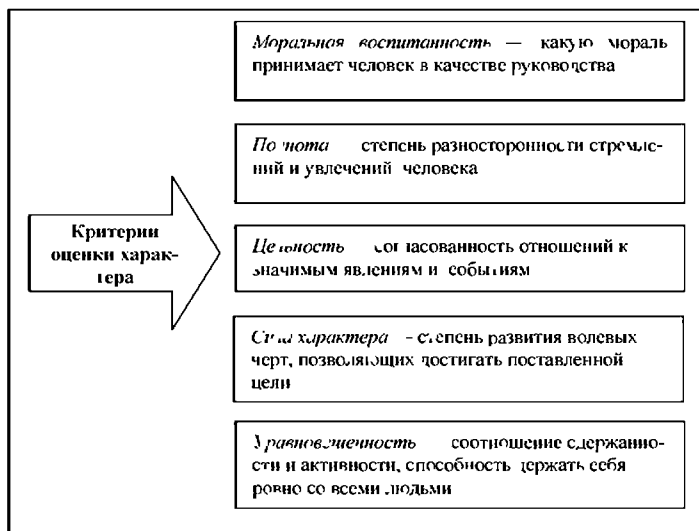 Моральная воспитанность — какую мораль
принимает человек в качестве руководства
Полнота степень разносторонности стремле-
ний и увлечений человека
Критерии
оценки харак-
тера
Цельность согласованность отношений к
значимым явлениям и событиям
Сила характера - степень развития волевых
черт, позволяющих достигать поставленной
цели
Уравновешенность соотношение сдержанно-
сти и активности, способность держать себя
ровно со всеми людьми